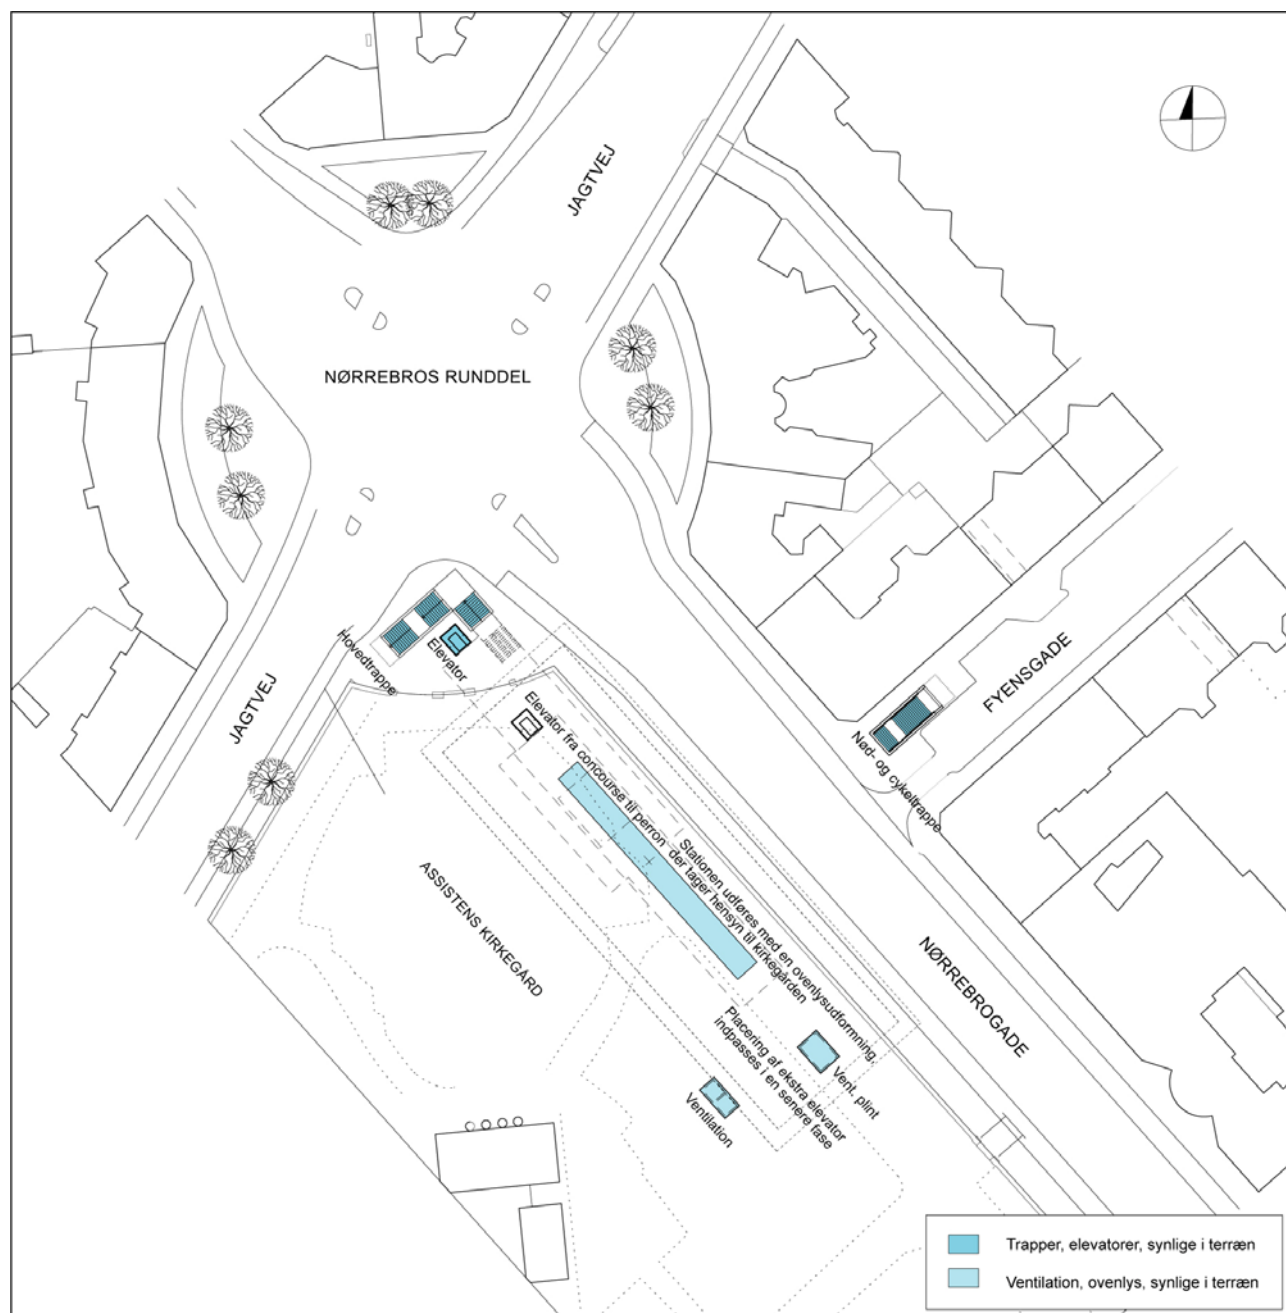 JAGTVEJ
NØRREBROS RUNDDEL
Hovedtrappe
Elevator
JAGTVEJ
FYENSGADE
Nød- og cykeltrappe
Elevator fra concourse til perron
Stationen udføres med en ovenlysudformning,
der tager hensyn til kirkegården
ASSISTENS KIRKEGÅRD
NØRREBROGADE
Placering af ekstra elevator
indpasses i en senere fase
Vent. plint
Ventilation
Trapper, elevatorer, synlige i terræn
Ventilation, ovenlys, synlige i terræn